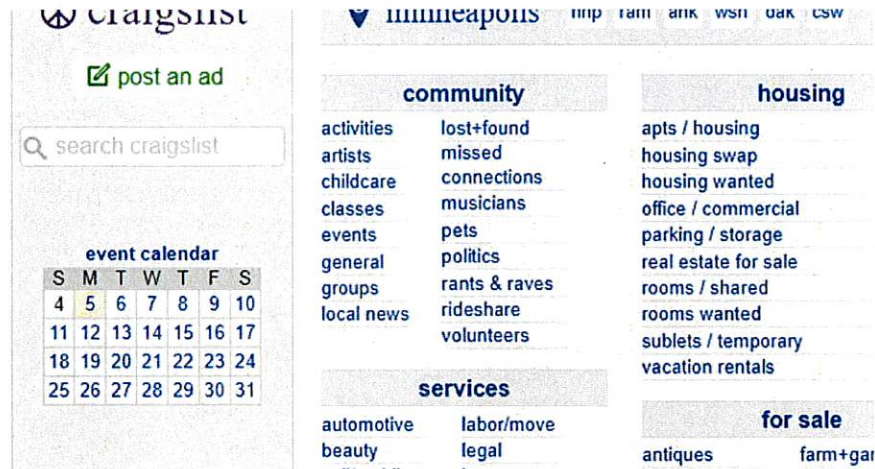 craigslist
post an ad
search craigslist
event calendar
S M T W T F S
4 5 6 7 8 9 10
11 12 13 14 15 16 17
18 19 20 21 22 23 24
25 26 27 28 29 30 31
minneapolis hnp ram ank wsh dak csw
community
activities
artists
childcare
classes
events
general
groups
local news
lost+found
missed
connections
musicians
pets
politics
rants & raves
rideshare
volunteers
services
automotive
beauty
labor/move
legal
housing
apts / housing
housing swap
housing wanted
office / commercial
parking / storage
real estate for sale
rooms / shared
rooms wanted
sublets / temporary
vacation rentals
for sale
antiques
farm+gar